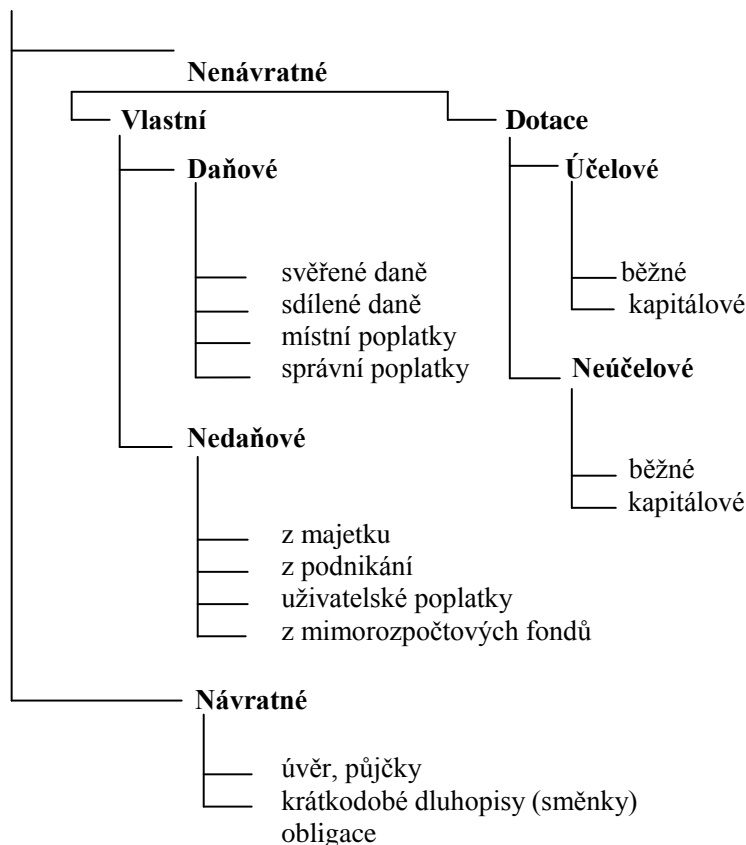 Nenávratné
Vlastní
Dotace
Daňové
Účelové
svěřené daně
sdílené daně
místní poplatky
správní poplatky
běžné
kapitálové
Neúčelové
běžné
kapitálové
Nedaňové
z majetku
z podnikání
uživatelské poplatky
z mimorozpočtových fondů
Návratné
úvěr, půjčky
krátkodobé dluhopisy (směnky)
obligace